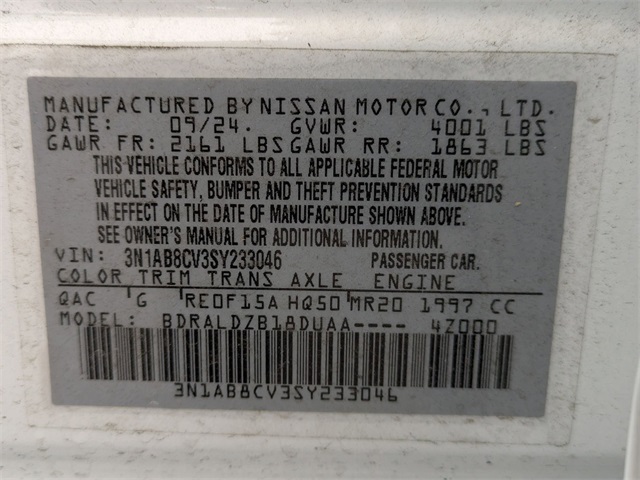 MANUFACTURED BY NISSAN MOTOR CO., LTD.
DATE: 09/24. GVWR: 4001 LBS
GAWR FR: 2161 LBS GAWR RR: 1863 LBS
THIS VEHICLE CONFORMS TO ALL APPLICABLE FEDERAL MOTOR
VEHICLE SAFETY, BUMPER AND THEFT PREVENTION STANDARDS
IN EFFECT ON THE DATE OF MANUFACTURE SHOWN ABOVE.
SEE OWNER'S MANUAL FOR ADDITIONAL INFORMATION.
VIN: 3N1AB8CV3SY233046 PASSENGER CAR.
COLOR TRIM TRANS AXLE ENGINE
QAC G RE0F15A HQ50 MR20 1997 CC
MODEL: BDRALDZB18DUAA---- 4Z000
3N1AB8CV3SY233046